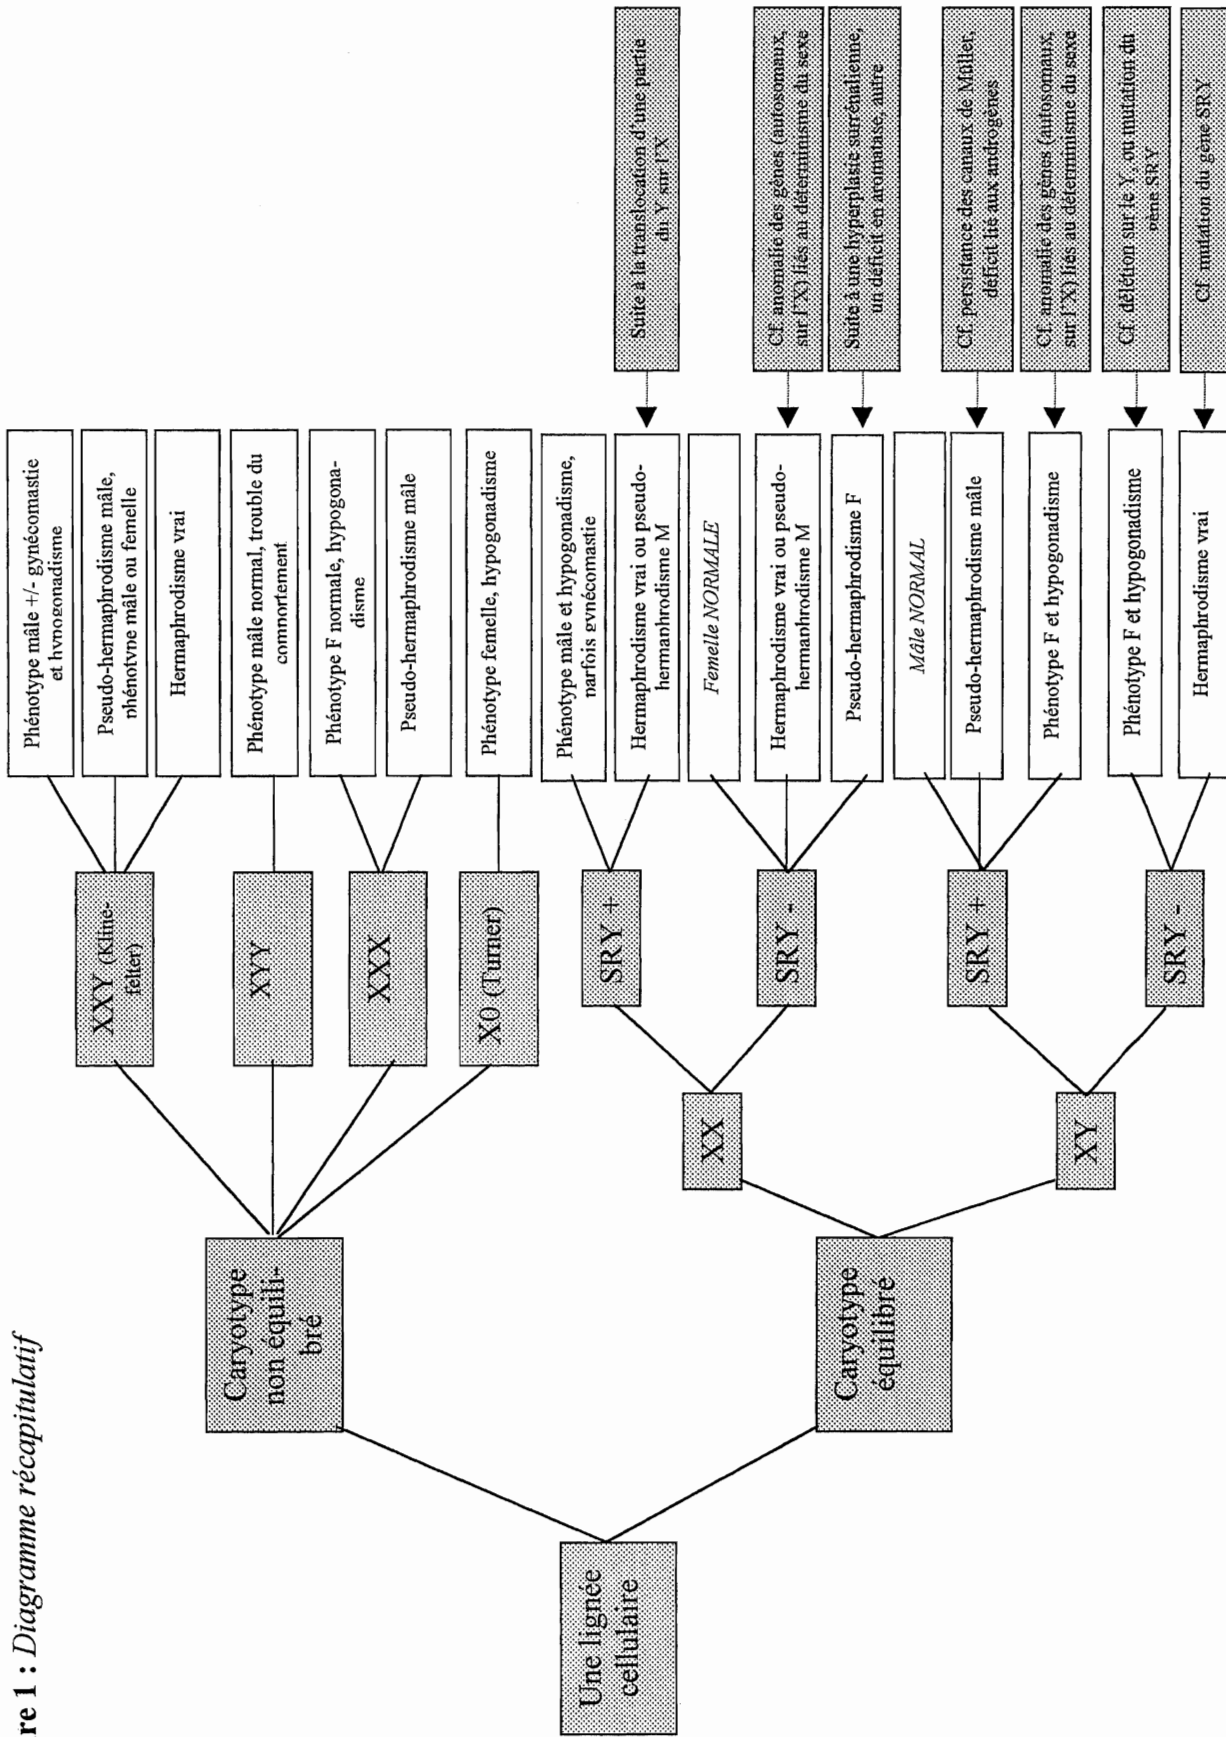 re 1 : Diagramme récapitulatif
Une lignée
cellulaire
Caryotype
non équili-
bré
Caryotype
équilibré
XXY (Kline-
felter)
XYY
XXX
X0 (Turner)
XX
XY
SRY +
SRY -
SRY +
SRY -
Phénotype mâle +/- gynécomastie
et hypogonadisme
Pseudo-hermaphrodisme mâle,
phénotype mâle ou femelle
Hermaphrodisme vrai
Phénotype mâle normal, trouble du
comportement
Phénotype F normale, hypogona-
disme
Pseudo-hermaphrodisme mâle
Phénotype femelle, hypogonadisme
Phénotype mâle et hypogonadisme,
parfois gynécomastie
Hermaphrodisme vrai ou pseudo-
hermaphrodisme M
Femelle NORMALE
Hermaphrodisme vrai ou pseudo-
hermaphrodisme M
Pseudo-hermaphrodisme F
Mâle NORMAL
Pseudo-hermaphrodisme mâle
Phénotype F et hypogonadisme
Phénotype F et hypogonadisme
Hermaphrodisme vrai
Suite à la translocation d'une partie
du Y sur l'X
Cf. anomalie des gènes (autosomaux,
sur l'X) liés au déterminisme du sexe
Suite à une hyperplasie surrénalienne,
un déficit en aromatase, autre
Cf. persistance des canaux de Müller,
déficit lié aux androgènes
Cf. anomalie des gènes (autosomaux,
sur l'X) liés au déterminisme du sexe
Cf. délétion sur le Y, ou mutation du
gène SRY
Cf. mutation du gène SRY